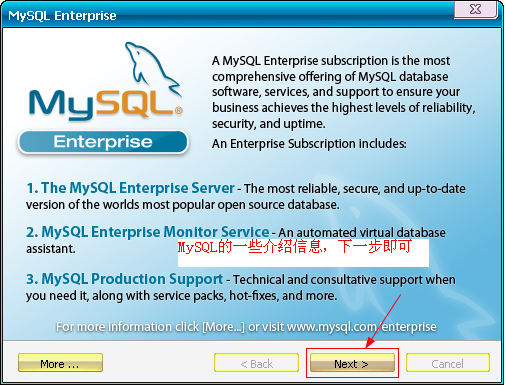 MySQL Enterprise
A MySQL Enterprise subscription is the most
comprehensive offering of MySQL database
software, services, and support to ensure your
business achieves the highest levels of reliability,
security, and uptime.
An Enterprise Subscription includes:
MySQL®
Enterprise
1. The MySQL Enterprise Server - The most reliable, secure, and up-to-date
version of the worlds most popular open source database.
2. MySQL Enterprise Monitor Service - An automated virtual database
assistant.
MySQL的一些介绍信息，下一步即可
3. MySQL Production Support - Technical and consultative support when
you need it, along with service packs, hot-fixes, and more.
For more information click [More...] or visit www.mysql.com/enterprise
More ...
< Back
Next >
Cancel